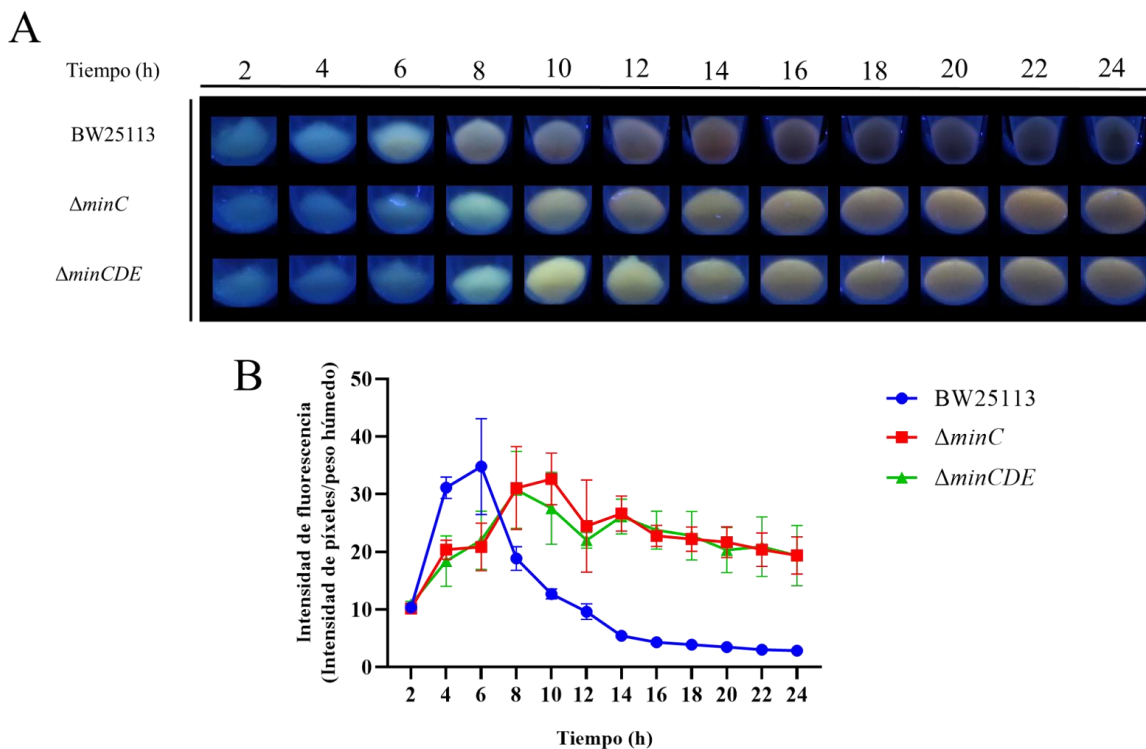 A
Tiempo (h) 2 4 6 8 10 12 14 16 18 20 22 24
BW25113
ΔminC
ΔminCDE
B
Intensidad de fluorescencia
(Intensidad de píxeles/peso húmedo)
50
40
30
20
10
0
2 4 6 8 10 12 14 16 18 20 22 24
Tiempo (h)
BW25113
ΔminC
ΔminCDE